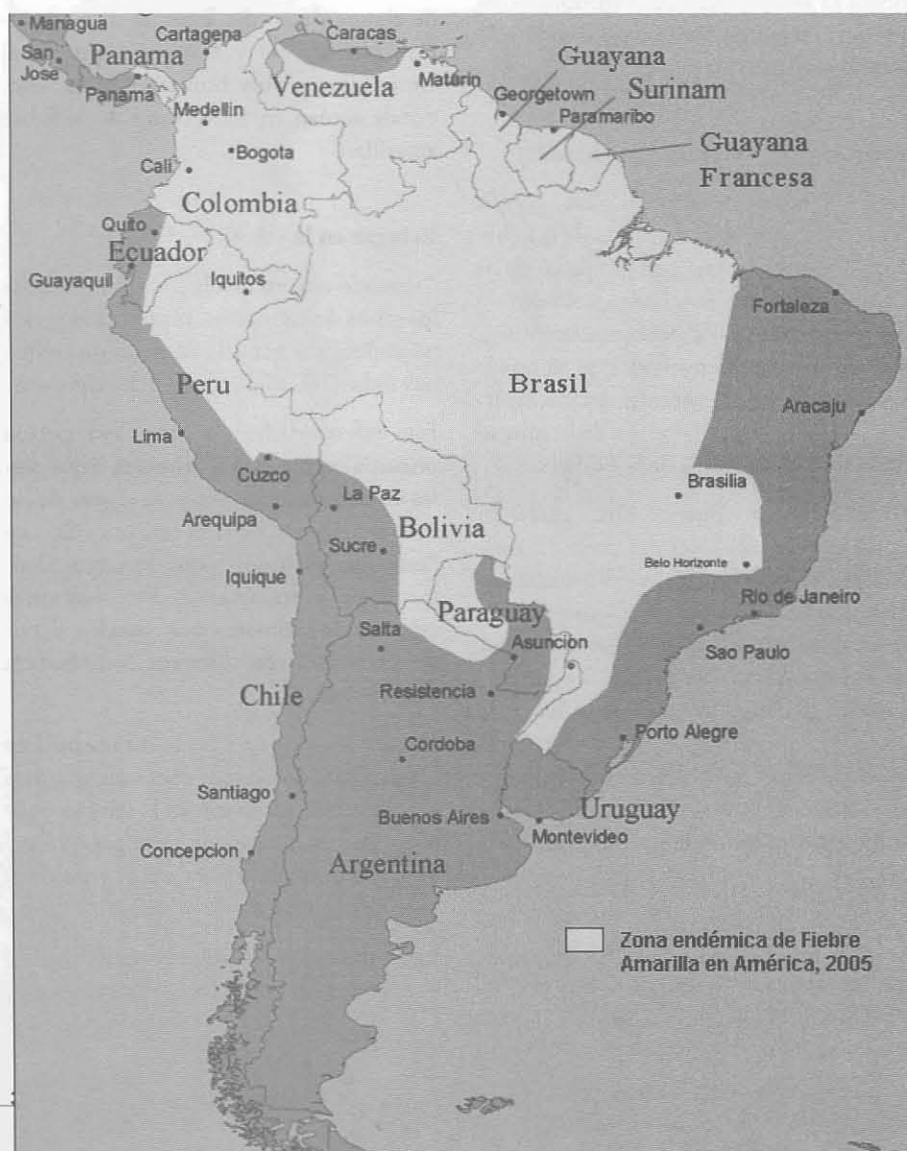 Managua
Cartagena
Caracas
San
José
Panama
Panama
Venezuela
Maturin
Guayana
Georgetown
Surinam
Paramaribo
Medellin
Bogota
Cali
Guayana
Francesa
Colombia
Quito
Ecuador
Guayaquil
Iquitos
Fortaleza
Peru
Brasil
Aracaju
Lima
Cuzco
Brasilia
La Paz
Arequipa
Bolivia
Sucre
Belo Horizonte
Iquique
Paraguay
Rio de Janeiro
Salta
Asuncion
Sao Paulo
Chile
Resistencia
Porto Alegre
Cordoba
Santiago
Uruguay
Buenos Aires
Montevideo
Concepcion
Argentina
Zona endémica de Fiebre
Amarilla en América, 2005